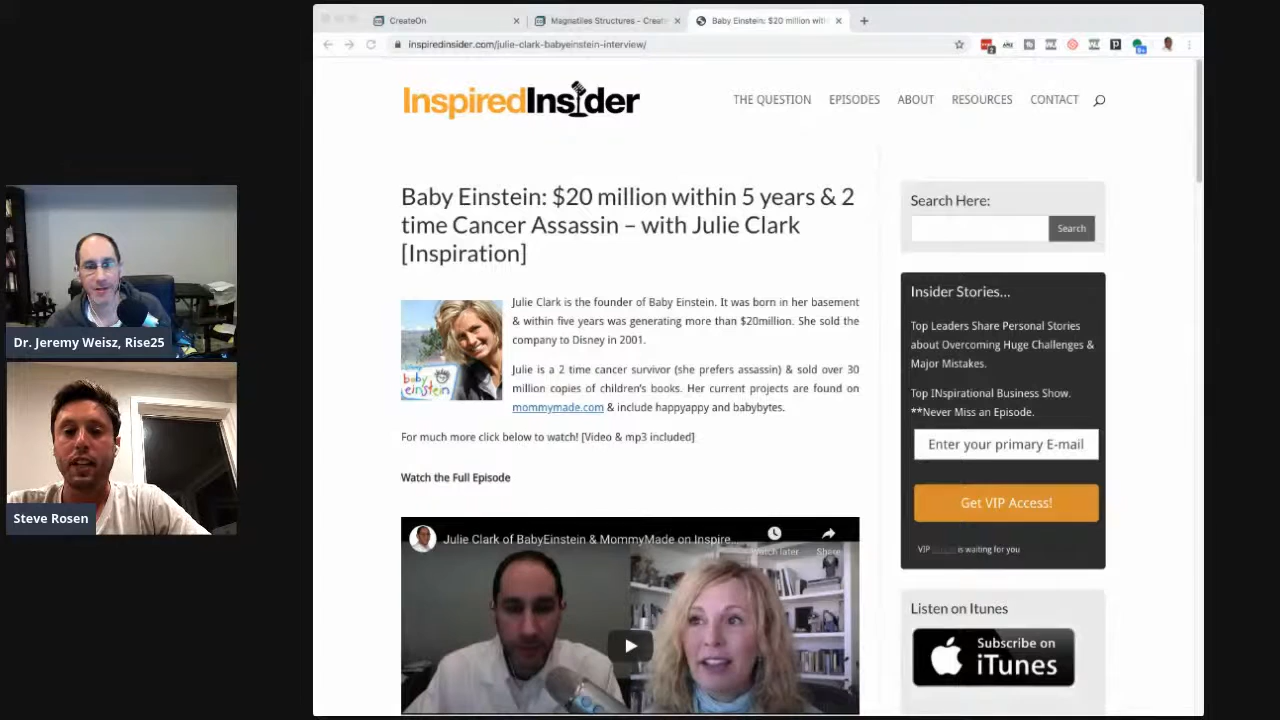 CreateOn
Magnatiles Structures - Create
Baby Einstein: $20 million with
inspiredinsider.com/julie-clark-babyeinstein-interview/
InspiredInsider
THE QUESTION EPISODES ABOUT RESOURCES CONTACT
Baby Einstein: $20 million within 5 years & 2
time Cancer Assassin – with Julie Clark
[Inspiration]
baby
einstein
Julie Clark is the founder of Baby Einstein. It was born in her basement
& within five years was generating more than $20million. She sold the
company to Disney in 2001.
Julie is a 2 time cancer survivor (she prefers assassin) & sold over 30
million copies of children's books. Her current projects are found on
mommymade.com & include happyappy and babybytes.
For much more click below to watch! [Video & mp3 included]
Watch the Full Episode
Julie Clark of BabyEinstein & MommyMade on Inspire...
Watch later
Share
Search Here:
Search
Insider Stories...
Top Leaders Share Personal Stories
about Overcoming Huge Challenges &
Major Mistakes.
Top INspirational Business Show.
**Never Miss an Episode.
Enter your primary E-mail
Get VIP Access!
VIP is waiting for you
Listen on Itunes
Subscribe on
iTunes
Dr. Jeremy Weisz, Rise25
Steve Rosen